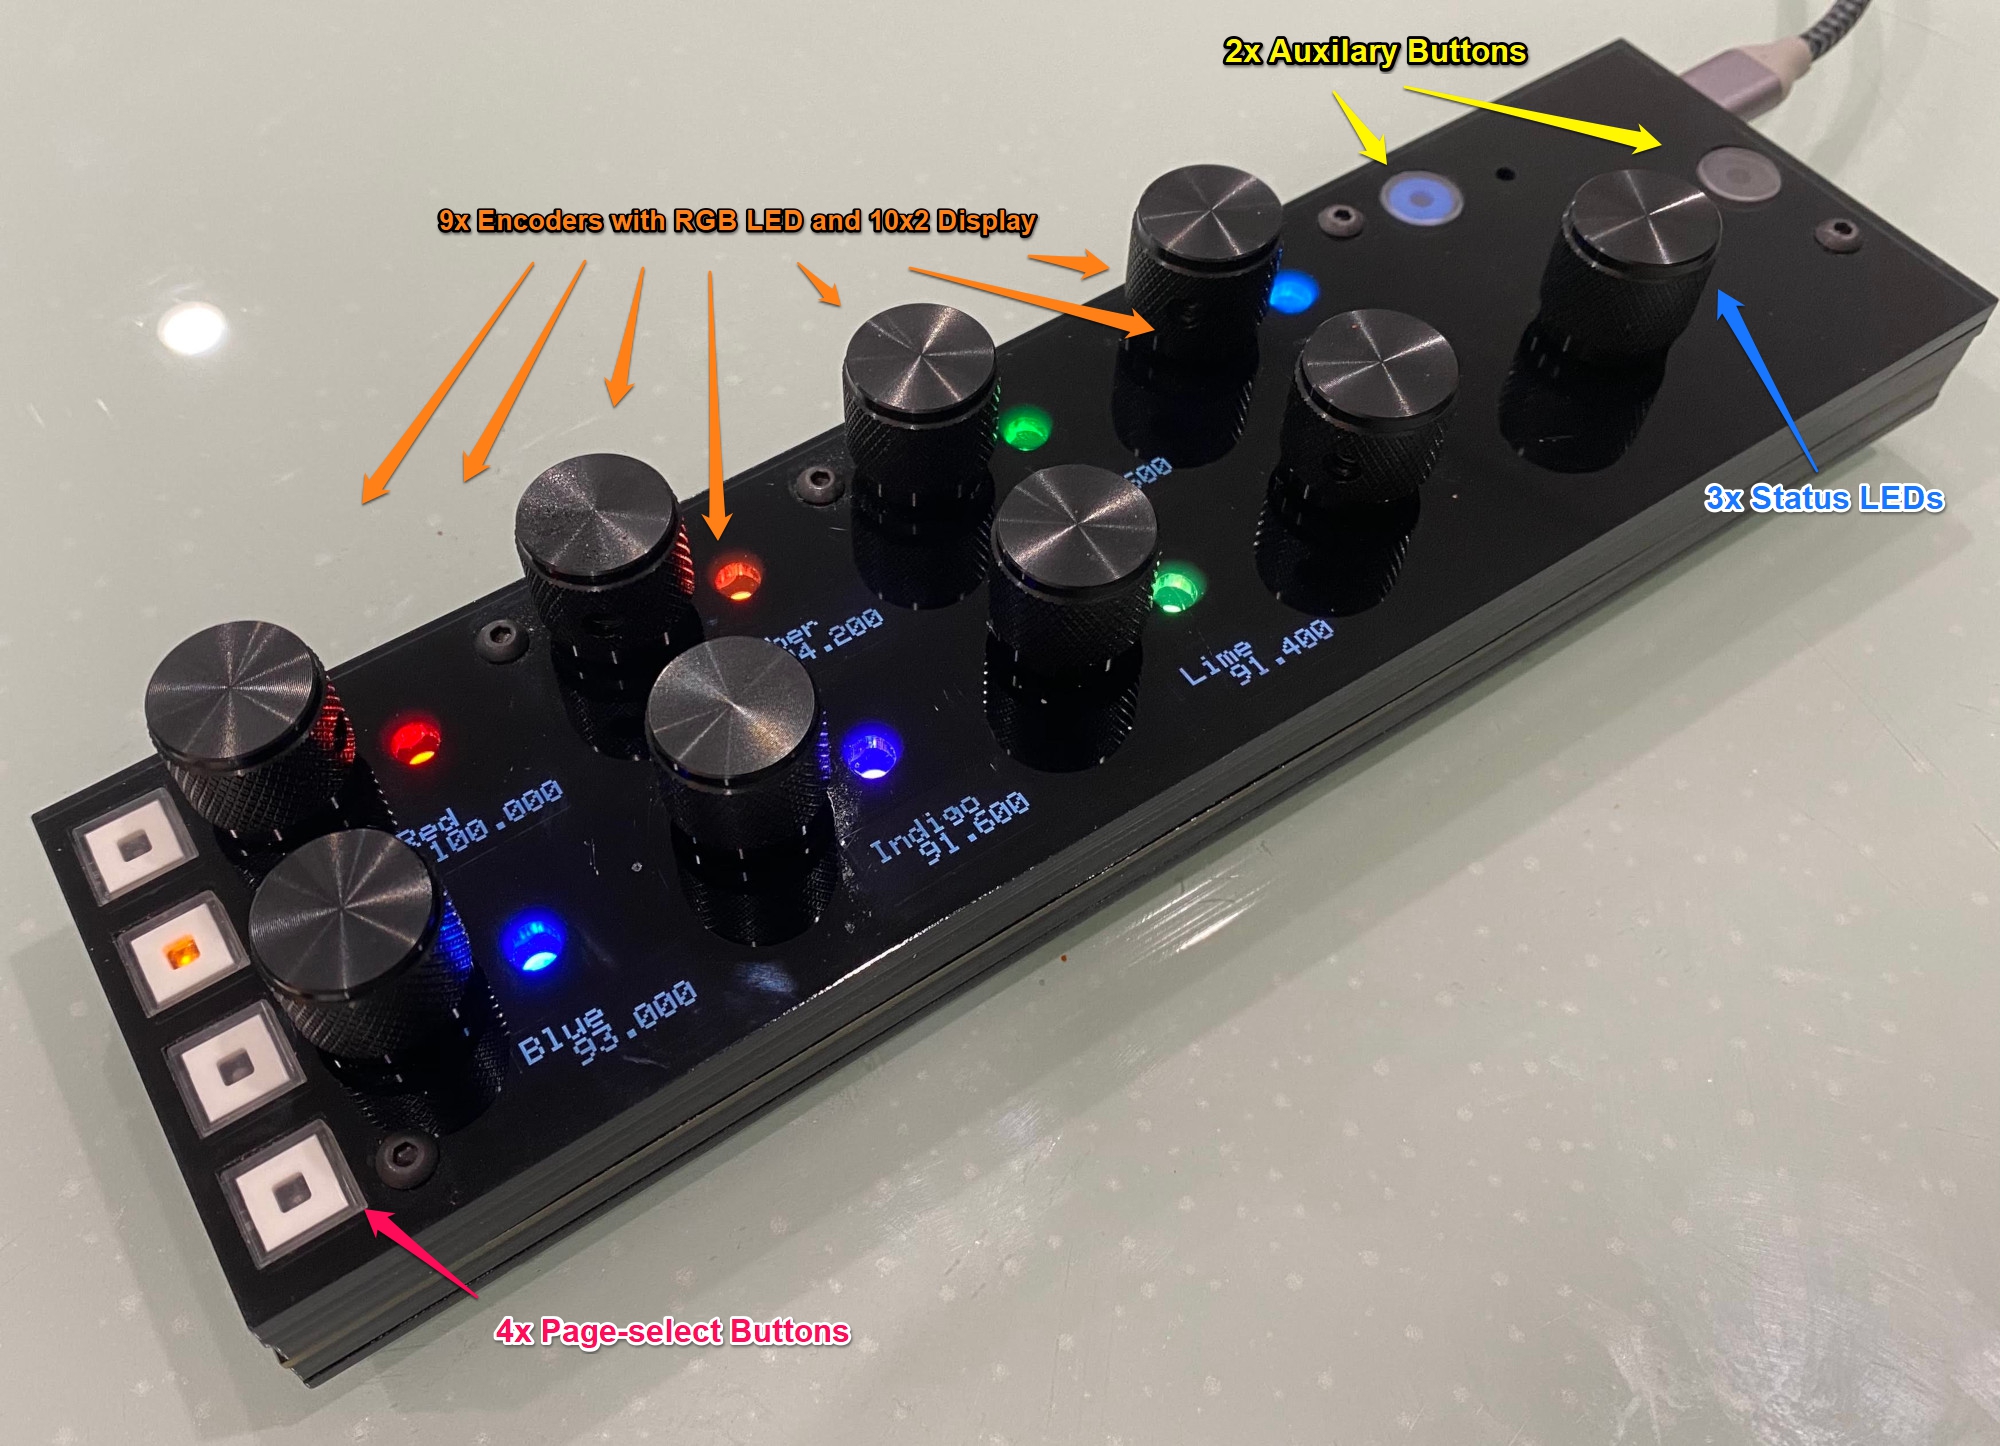 2x Auxilary Buttons
9x Encoders with RGB LED and 10x2 Display
3x Status LEDs
Lime
91.400
Red
100.000
Indigo
91.600
Blue
93.000
4x Page-select Buttons